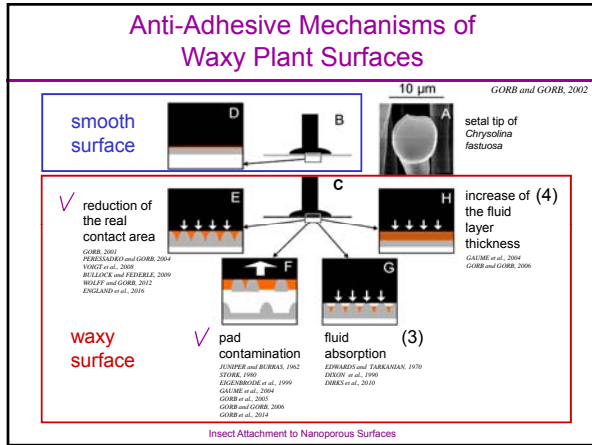 Anti-Adhesive Mechanisms of
Waxy Plant Surfaces
10 µm
GORB and GORB, 2002
smooth
surface
D
B
A
setal tip of
Chrysolina
fastuosa
√
reduction of
the real
contact area
GORB, 2001
PERESSADKO and GORB, 2004
VOIGT et al., 2008
BULLOCK and FEDERLE, 2009
WOLFF and GORB, 2012
ENGLAND et al., 2016
E
C
H
increase of (4)
the fluid
layer
thickness
GAUME et al., 2004
GORB and GORB, 2006
F
G
waxy
surface
√
pad
contamination
JUNIPER and BURRAS, 1962
STORK, 1980
EIGENBRODE et al., 1999
GAUME et al., 2004
GORB et al., 2005
GORB and GORB, 2006
GORB et al., 2014
fluid (3)
absorption
EDWARDS and TARKANIAN, 1970
DIXON et al., 1990
DIRKS et al., 2010
Insect Attachment to Nanoporous Surfaces